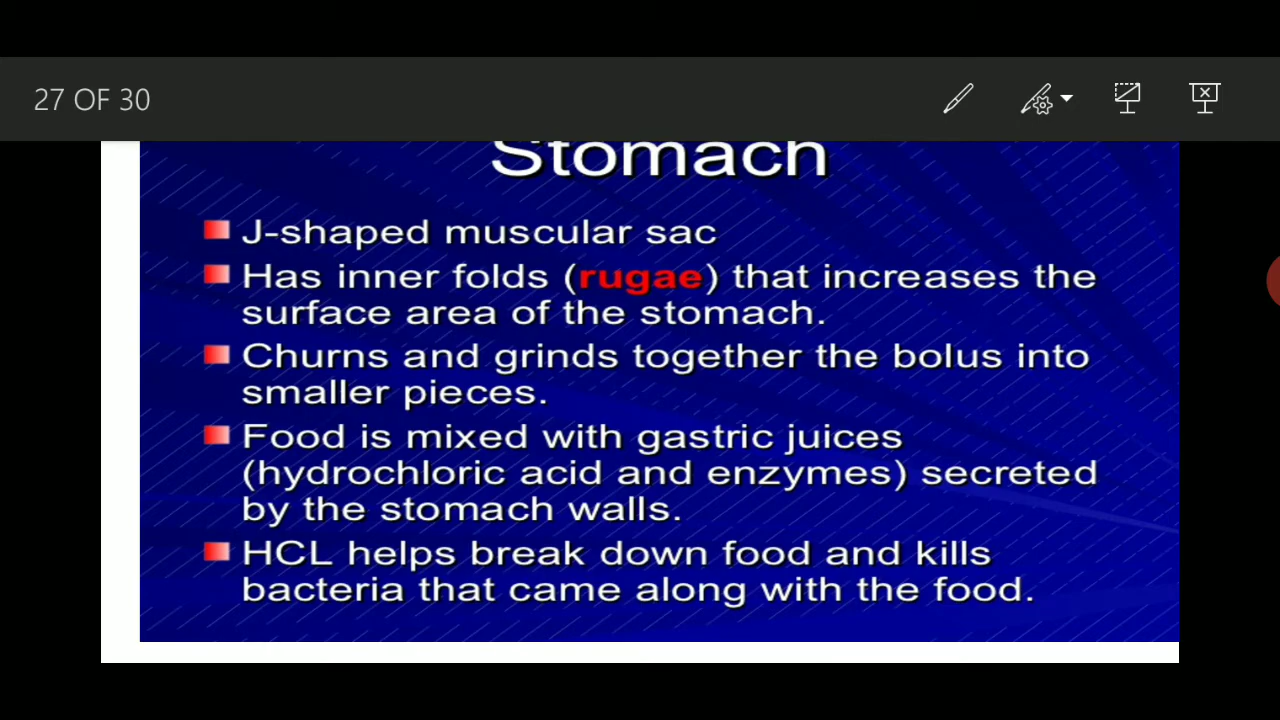 27 OF 30
Stomach
J-shaped muscular sac
Has inner folds (rugae) that increases the
surface area of the stomach.
Churns and grinds together the bolus into
smaller pieces.
Food is mixed with gastric juices
(hydrochloric acid and enzymes) secreted
by the stomach walls.
HCL helps break down food and kills
bacteria that came along with the food.